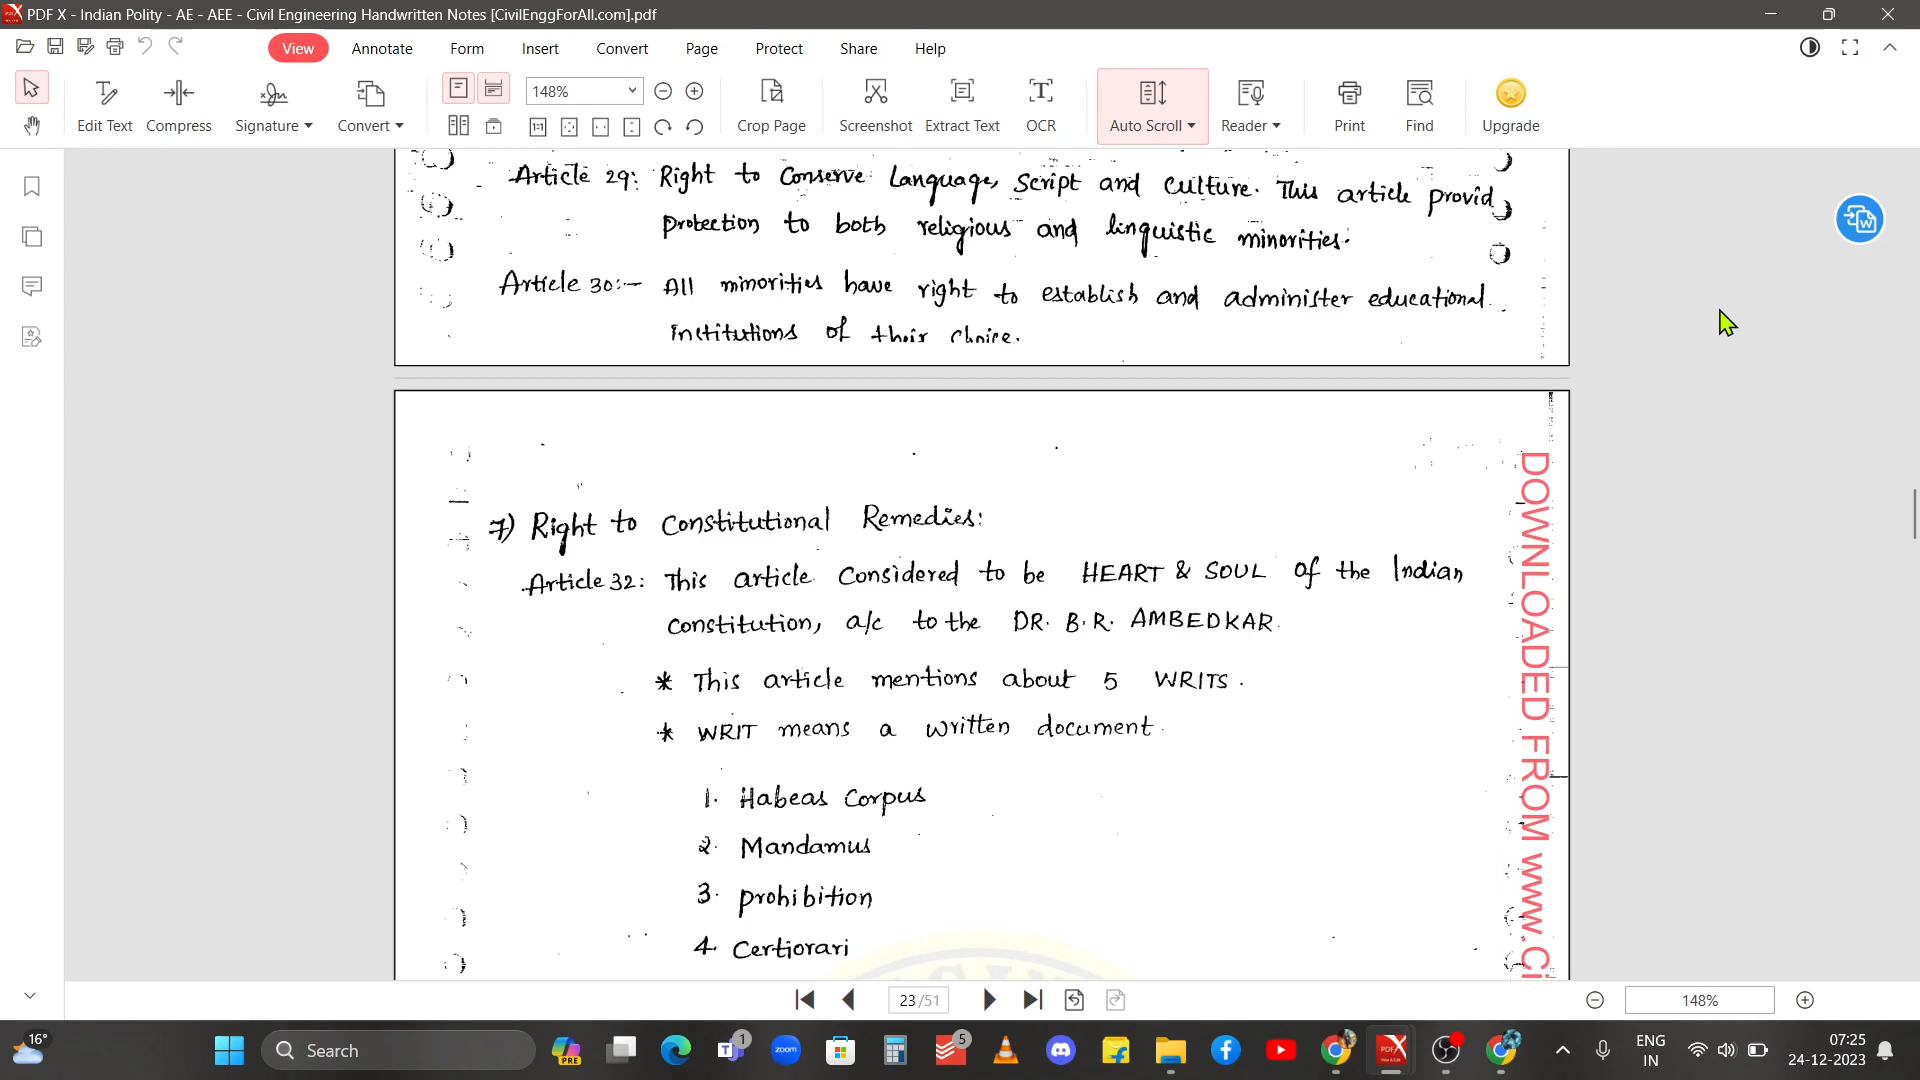 PDF X - Indian Polity - AE - AEE - Civil Engineering Handwritten Notes [CivilEnggForAll.com].pdf
View Annotate Form Insert Convert Page Protect Share Help
148%
Edit Text Compress Signature Convert Crop Page Screenshot Extract Text OCR Auto Scroll Reader Print Find Upgrade
Article 29: Right to Conserve Language, Script and Culture. This article provid
protection to both religious and linguistic minorities.
Article 30:- All minorities have right to establish and administer educational
institutions of their choice.
7) Right to Constitutional Remedies:
Article 32: This article Considered to be HEART & SOUL of the Indian
Constitution, a/c to the DR. B.R. AMBEDKAR.
* This article mentions about 5 WRITS.
* WRIT means a written document.
1. Habeas Corpus
2. Mandamus
3. prohibition
4. Certiorari
DOWNLOADED FROM www.Ci
23 /51
148%
16°
Search
PRE
1
zoom
5
ENG
IN
07:25
24-12-2023